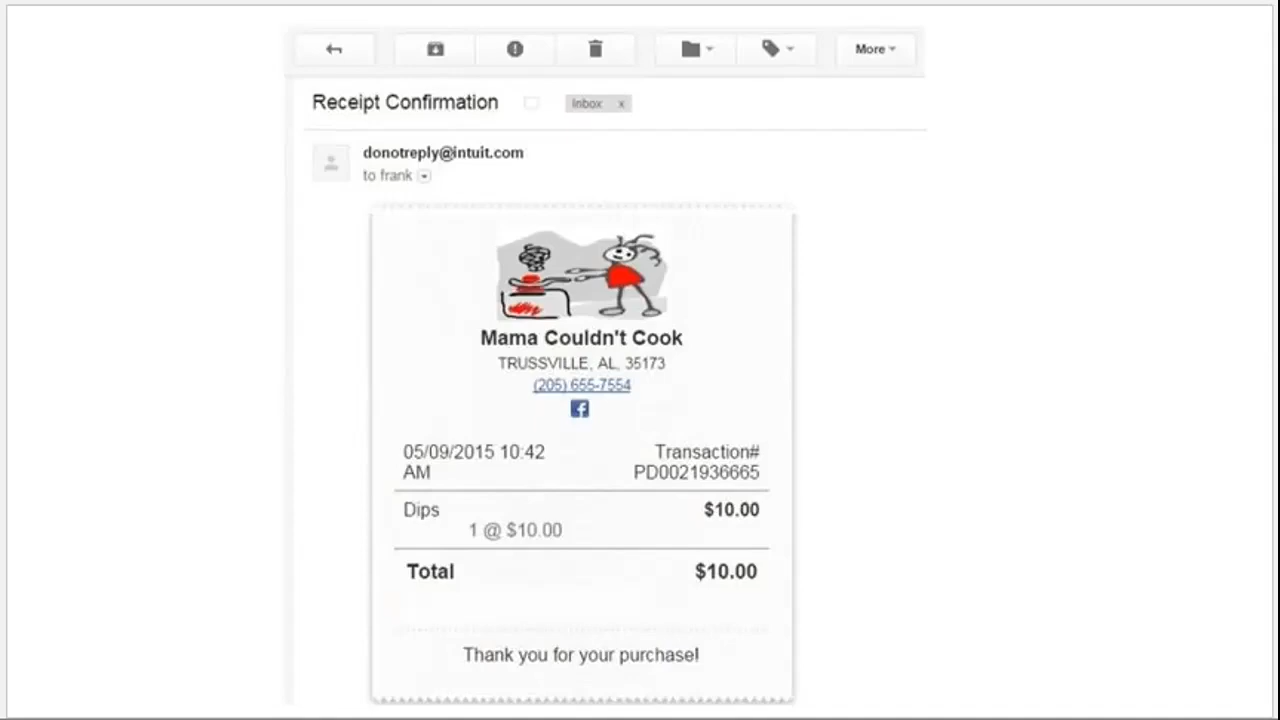 More
Receipt Confirmation
Inbox x
donotreply@intuit.com
to frank
Mama Couldn't Cook
TRUSSVILLE, AL, 35173
(205) 655-7554
f
05/09/2015 10:42 Transaction#
AM PD0021936665
Dips $10.00
1 @ $10.00
Total $10.00
Thank you for your purchase!